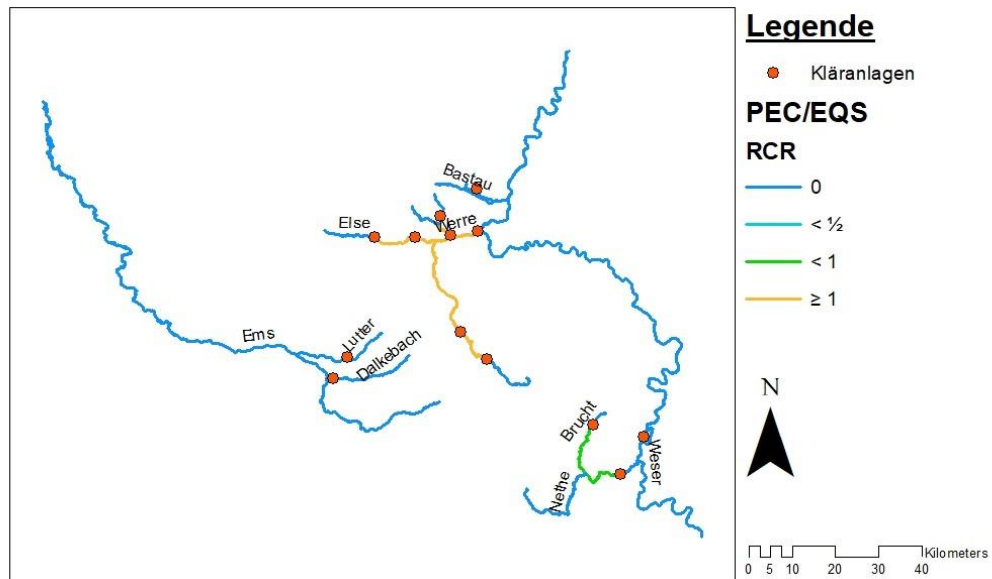 Bastau
Else
Werre
Ems
Lutter
Dalkebach
Brucht
Nethe
Weser
Legende
Kläranlagen
PEC/EQS
RCR
0
< ½
< 1
≥ 1
N
Kilometers
0 5 10 20 30 40